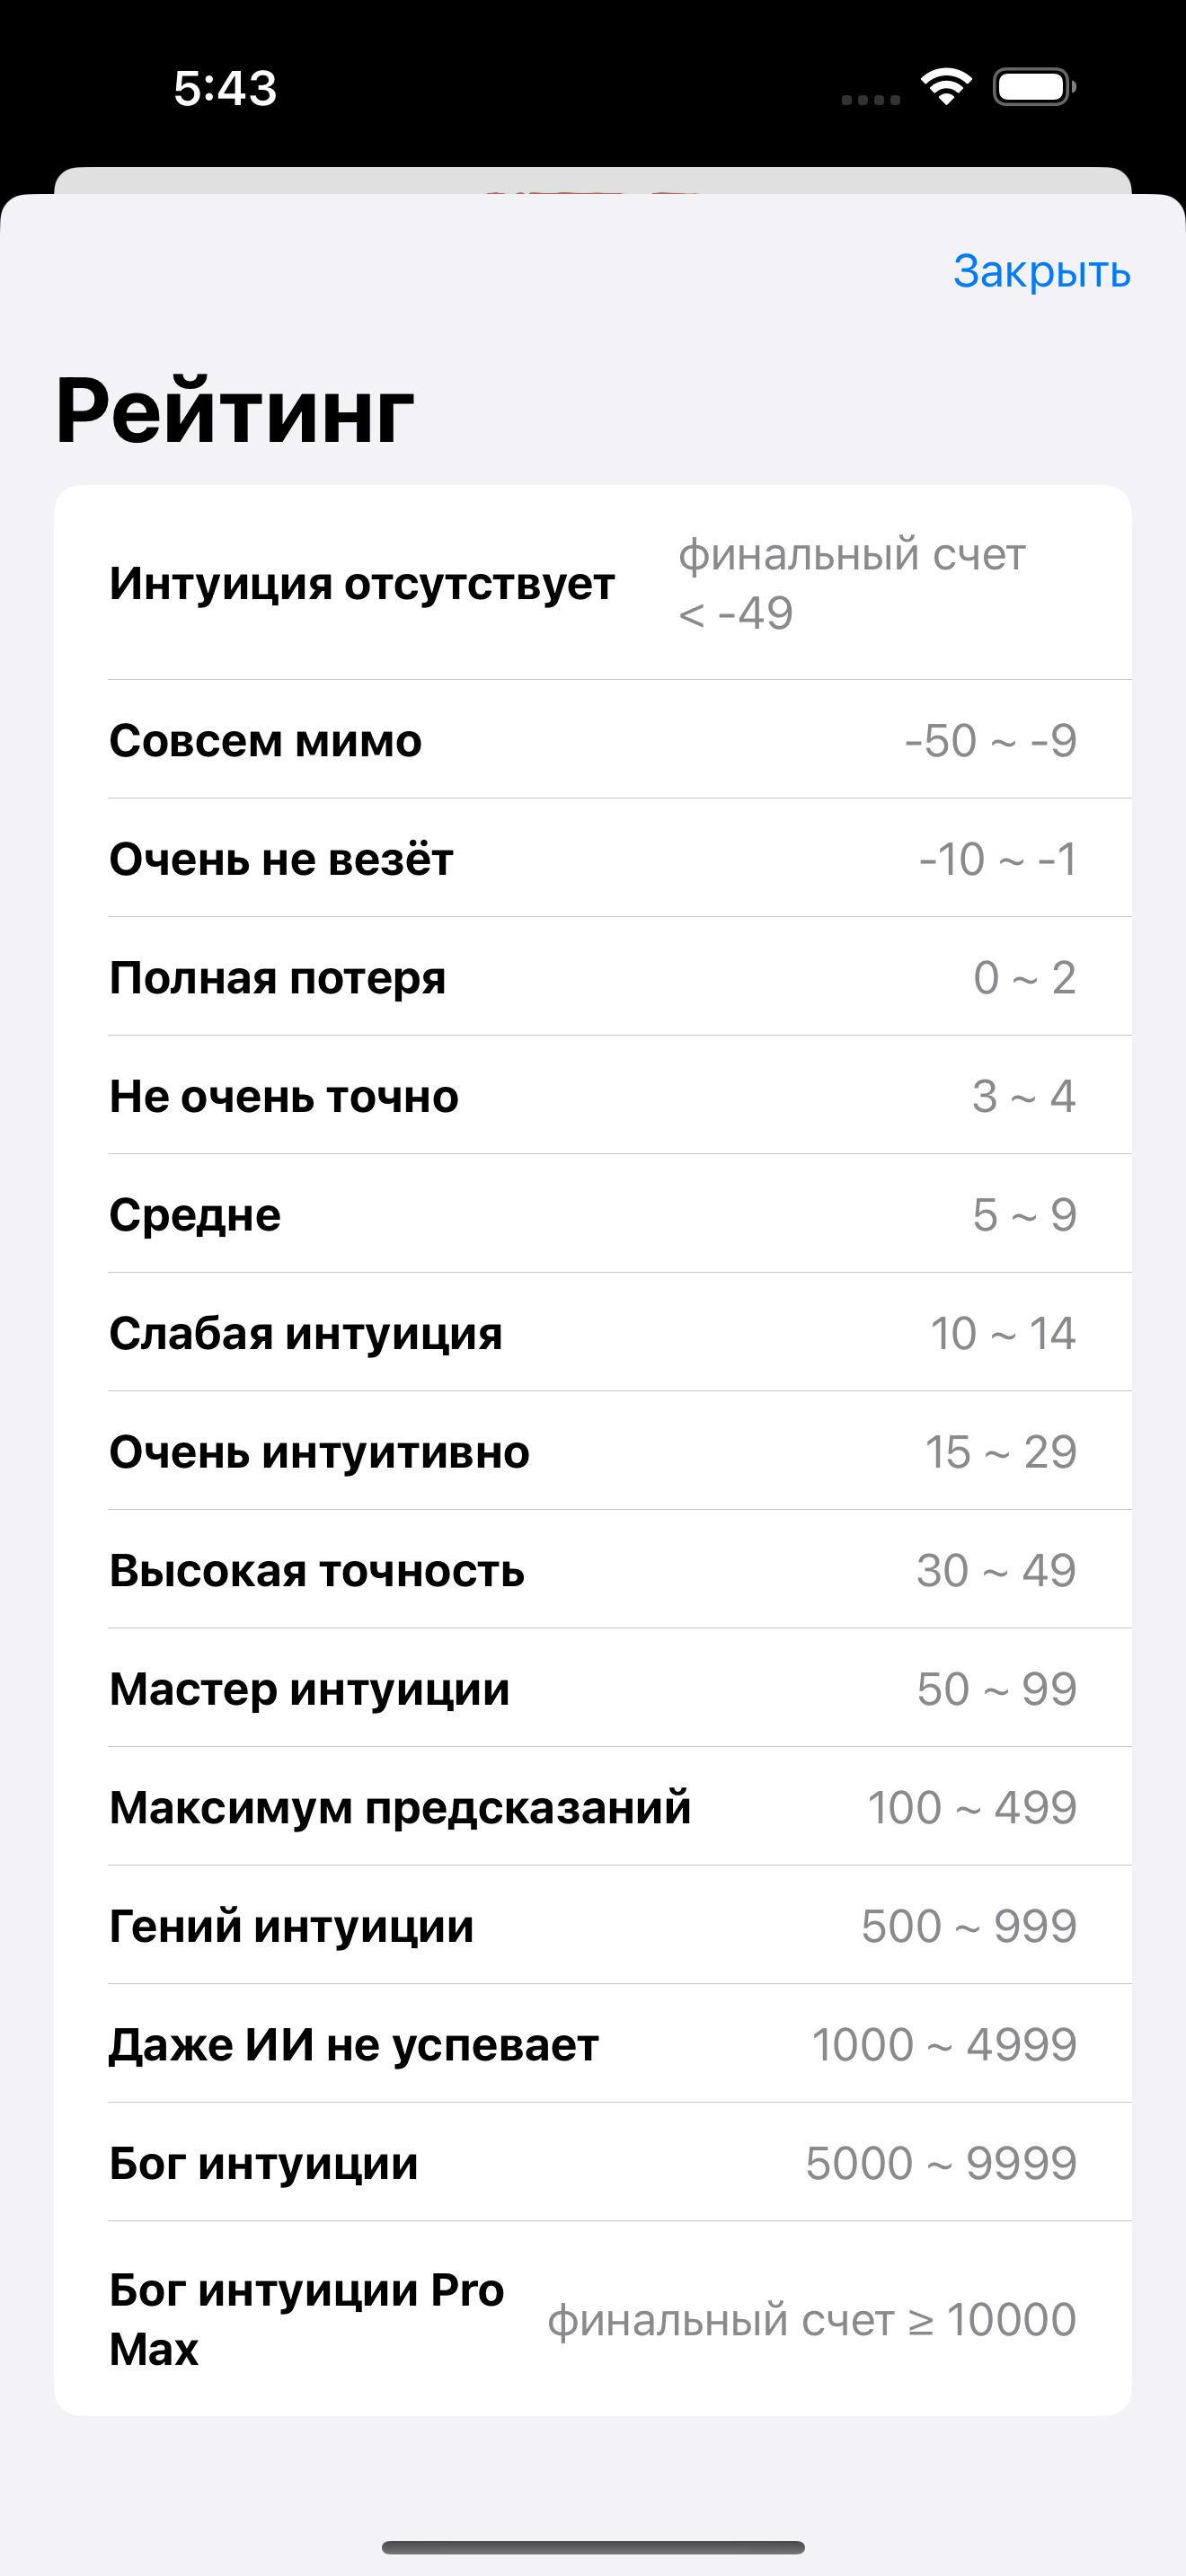 5:43
Закрыть
Рейтинг
Интуиция отсутствует
финальный счет
< -49
Совсем мимо
-50 ~ -9
Очень не везёт
-10 ~ -1
Полная потеря
0 ~ 2
Не очень точно
3 ~ 4
Средне
5 ~ 9
Слабая интуиция
10 ~ 14
Очень интуитивно
15 ~ 29
Высокая точность
30 ~ 49
Мастер интуиции
50 ~ 99
Максимум предсказаний
100 ~ 499
Гений интуиции
500 ~ 999
Даже ИИ не успевает
1000 ~ 4999
Бог интуиции
5000 ~ 9999
Бог интуиции Pro
Max
финальный счет ≥ 10000